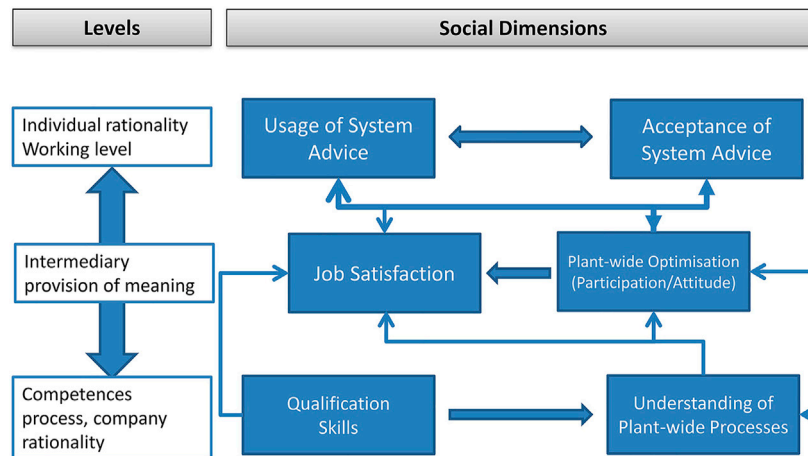 Levels
Social Dimensions
Individual rationality
Working level
Usage of System
Advice
Acceptance of
System Advice
Intermediary
provision of meaning
Job Satisfaction
Plant-wide Optimisation
(Participation/Attitude)
Competences
process, company
rationality
Qualification
Skills
Understanding of
Plant-wide Processes